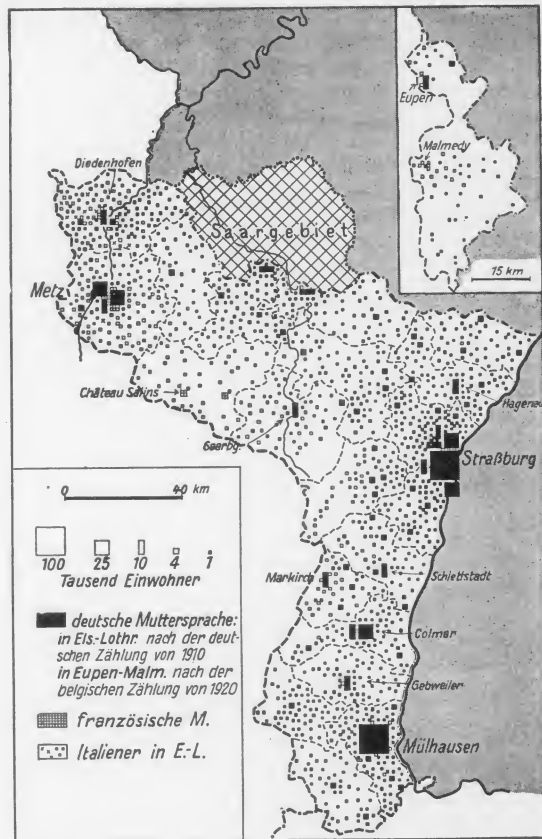 Eupen
Malmedy
15 km
Diedenhofen
Saargebiet
Metz
Château Salins
Saarbg.
Hagenau
Straßburg
0 40 km
100 25 10 4 1
Tausend Einwohner
deutsche Muttersprache:
in Els.-Lothr. nach der deut-
schen Zählung von 1910
in Eupen-Malm. nach der
belgischen Zählung von 1920
französische M.
Italiener in E.-L.
Markirch
Schlettstadt
Colmar
Gebweiler
Mülhausen